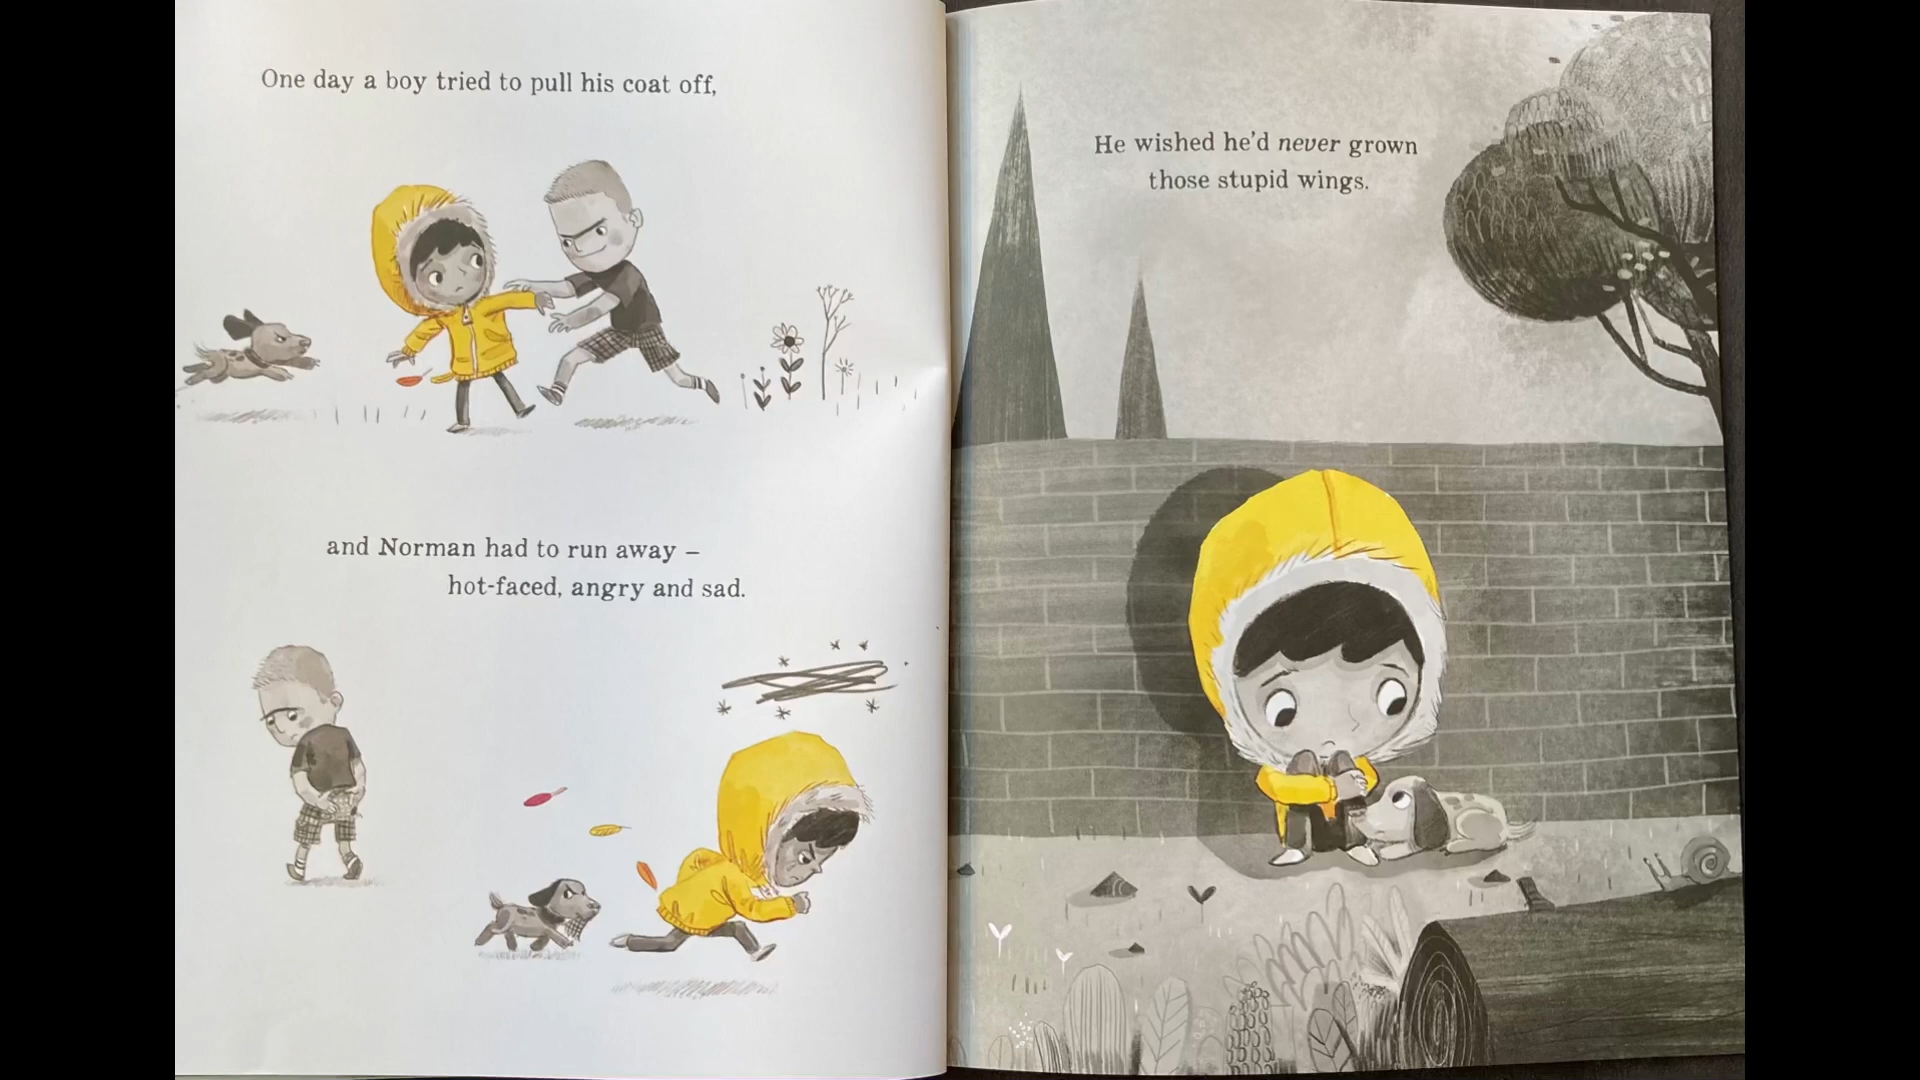 One day a boy tried to pull his coat off,
and Norman had to run away –
hot-faced, angry and sad.
He wished he'd never grown
those stupid wings.